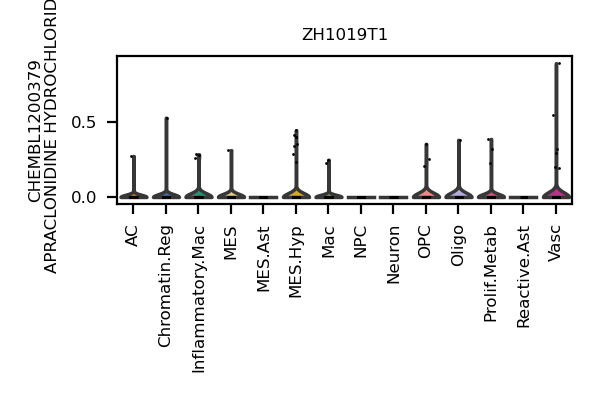 ZH1019T1
CHEMBL1200379
APRACLONIDINE HYDROCHLORID
0.5
0.0
AC
Chromatin.Reg
Inflammatory.Mac
MES
MES.Ast
MES.Hyp
Mac
NPC
Neuron
OPC
Oligo
Prolif.Metab
Reactive.Ast
Vasc